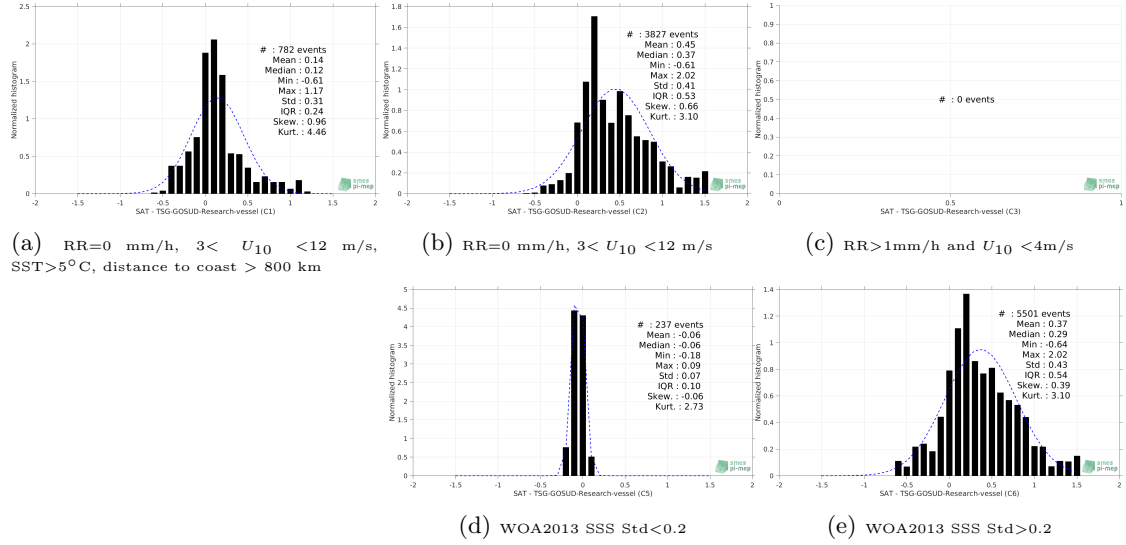 2.5
2
1.5
1
0.5
0
Normalized histogram
# : 782 events
Mean : 0.14
Median : 0.12
Min : -0.61
Max : 1.17
Std : 0.31
IQR : 0.24
Skew. : 0.96
Kurt. : 4.46
smos
pi-mep
-2 -1.5 -1 -0.5 0 0.5 1 1.5 2
SAT - TSG-GOSUD-Research-vessel (C1)
(a) RR=0 mm/h, 3< U10 <12 m/s,
SST>5°C, distance to coast > 800 km
1.8
1.6
1.4
1.2
1
0.8
0.6
0.4
0.2
0
Normalized histogram
# : 3827 events
Mean : 0.45
Median : 0.37
Min : -0.61
Max : 2.02
Std : 0.41
IQR : 0.53
Skew. : 0.66
Kurt. : 3.10
smos
pi-mep
-2 -1.5 -1 -0.5 0 0.5 1 1.5 2
SAT - TSG-GOSUD-Research-vessel (C2)
(b) RR=0 mm/h, 3< U10 <12 m/s
1
0.9
0.8
0.7
0.6
0.5
0.4
0.3
0.2
0.1
0
Normalized histogram
# : 0 events
smos
pi-mep
0 0.5 1
SAT - TSG-GOSUD-Research-vessel (C3)
(c) RR>1mm/h and U10 <4m/s
5
4.5
4
3.5
3
2.5
2
1.5
1
0.5
0
Normalized histogram
# : 237 events
Mean : -0.06
Median : -0.06
Min : -0.18
Max : 0.09
Std : 0.07
IQR : 0.10
Skew. : -0.06
Kurt. : 2.73
smos
pi-mep
-2 -1.5 -1 -0.5 0 0.5 1 1.5 2
SAT - TSG-GOSUD-Research-vessel (C5)
(d) WOA2013 SSS Std<0.2
1.4
1.2
1
0.8
0.6
0.4
0.2
0
Normalized histogram
# : 5501 events
Mean : 0.37
Median : 0.29
Min : -0.64
Max : 2.02
Std : 0.43
IQR : 0.54
Skew. : 0.39
Kurt. : 3.10
smos
pi-mep
-2 -1.5 -1 -0.5 0 0.5 1 1.5 2
SAT - TSG-GOSUD-Research-vessel (C6)
(e) WOA2013 SSS Std>0.2